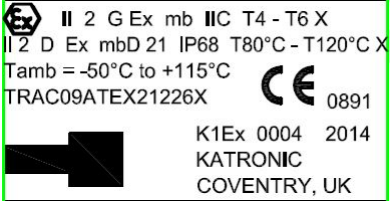 Ex II 2 G Ex mb IIC T4 - T6 X
II 2 D Ex mbD 21 IP68 T80°C - T120°C X
Tamb = -50°C to +115°C
TRAC09ATEX21226X CE 0891
K1Ex 0004 2014
KATRONIC
COVENTRY, UK